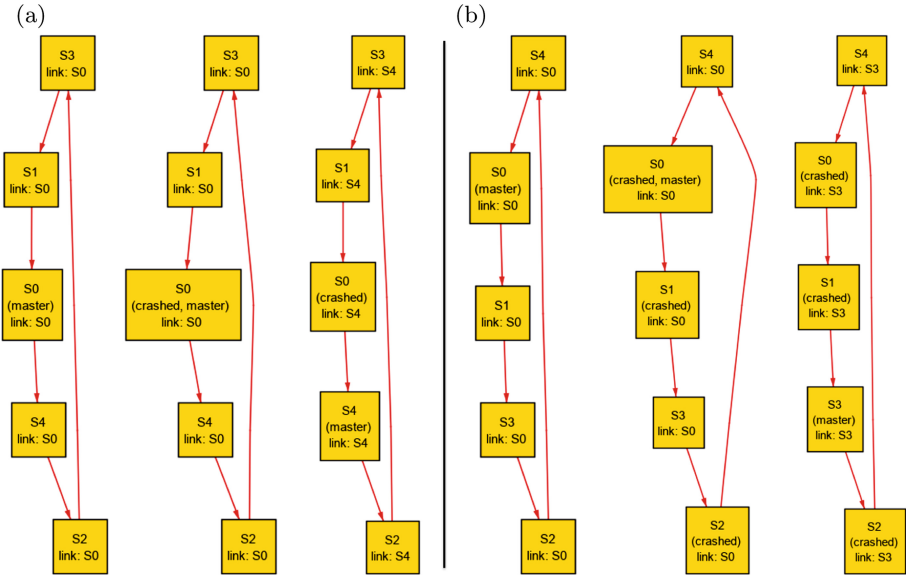 (a)
S3
link: S0
S1
link: S0
S0
(master)
link: S0
S4
link: S0
S2
link: S0
S3
link: S0
S1
link: S0
S0
(crashed, master)
link: S0
S4
link: S0
S2
link: S0
S3
link: S4
S1
link: S4
S0
(crashed)
link: S4
S4
(master)
link: S4
S2
link: S4
(b)
S4
link: S0
S0
(master)
link: S0
S1
link: S0
S3
link: S0
S2
link: S0
S4
link: S0
S0
(crashed, master)
link: S0
S1
(crashed)
link: S0
S3
link: S0
S2
(crashed)
link: S0
S4
link: S3
S0
(crashed)
link: S3
S1
(crashed)
link: S3
S3
(master)
link: S3
S2
(crashed)
link: S3